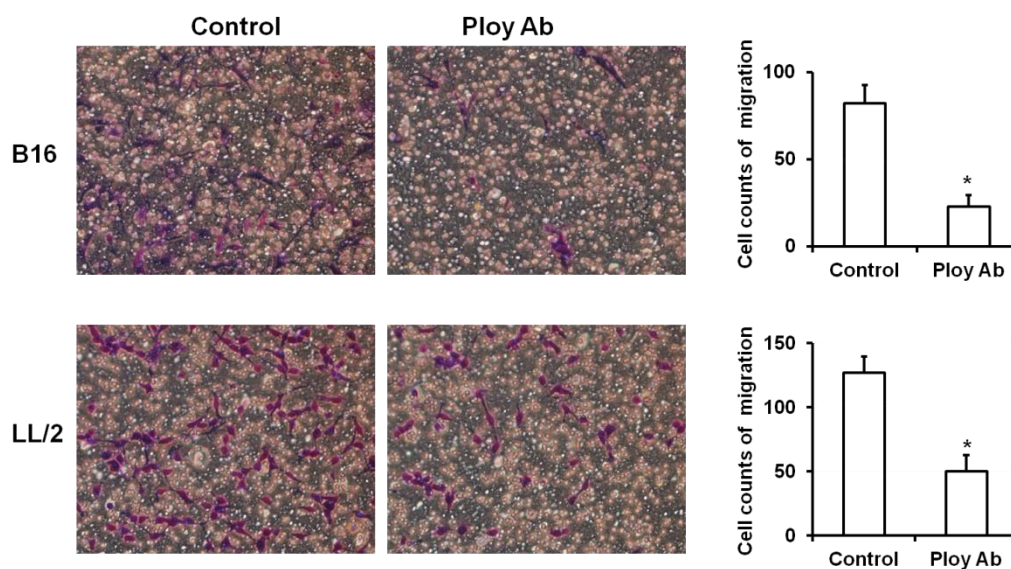 Control
Ploy Ab
B16
Cell counts of migration
100
50
0
*
Control
Ploy Ab
LL/2
Cell counts of migration
150
100
50
0
*
Control
Ploy Ab